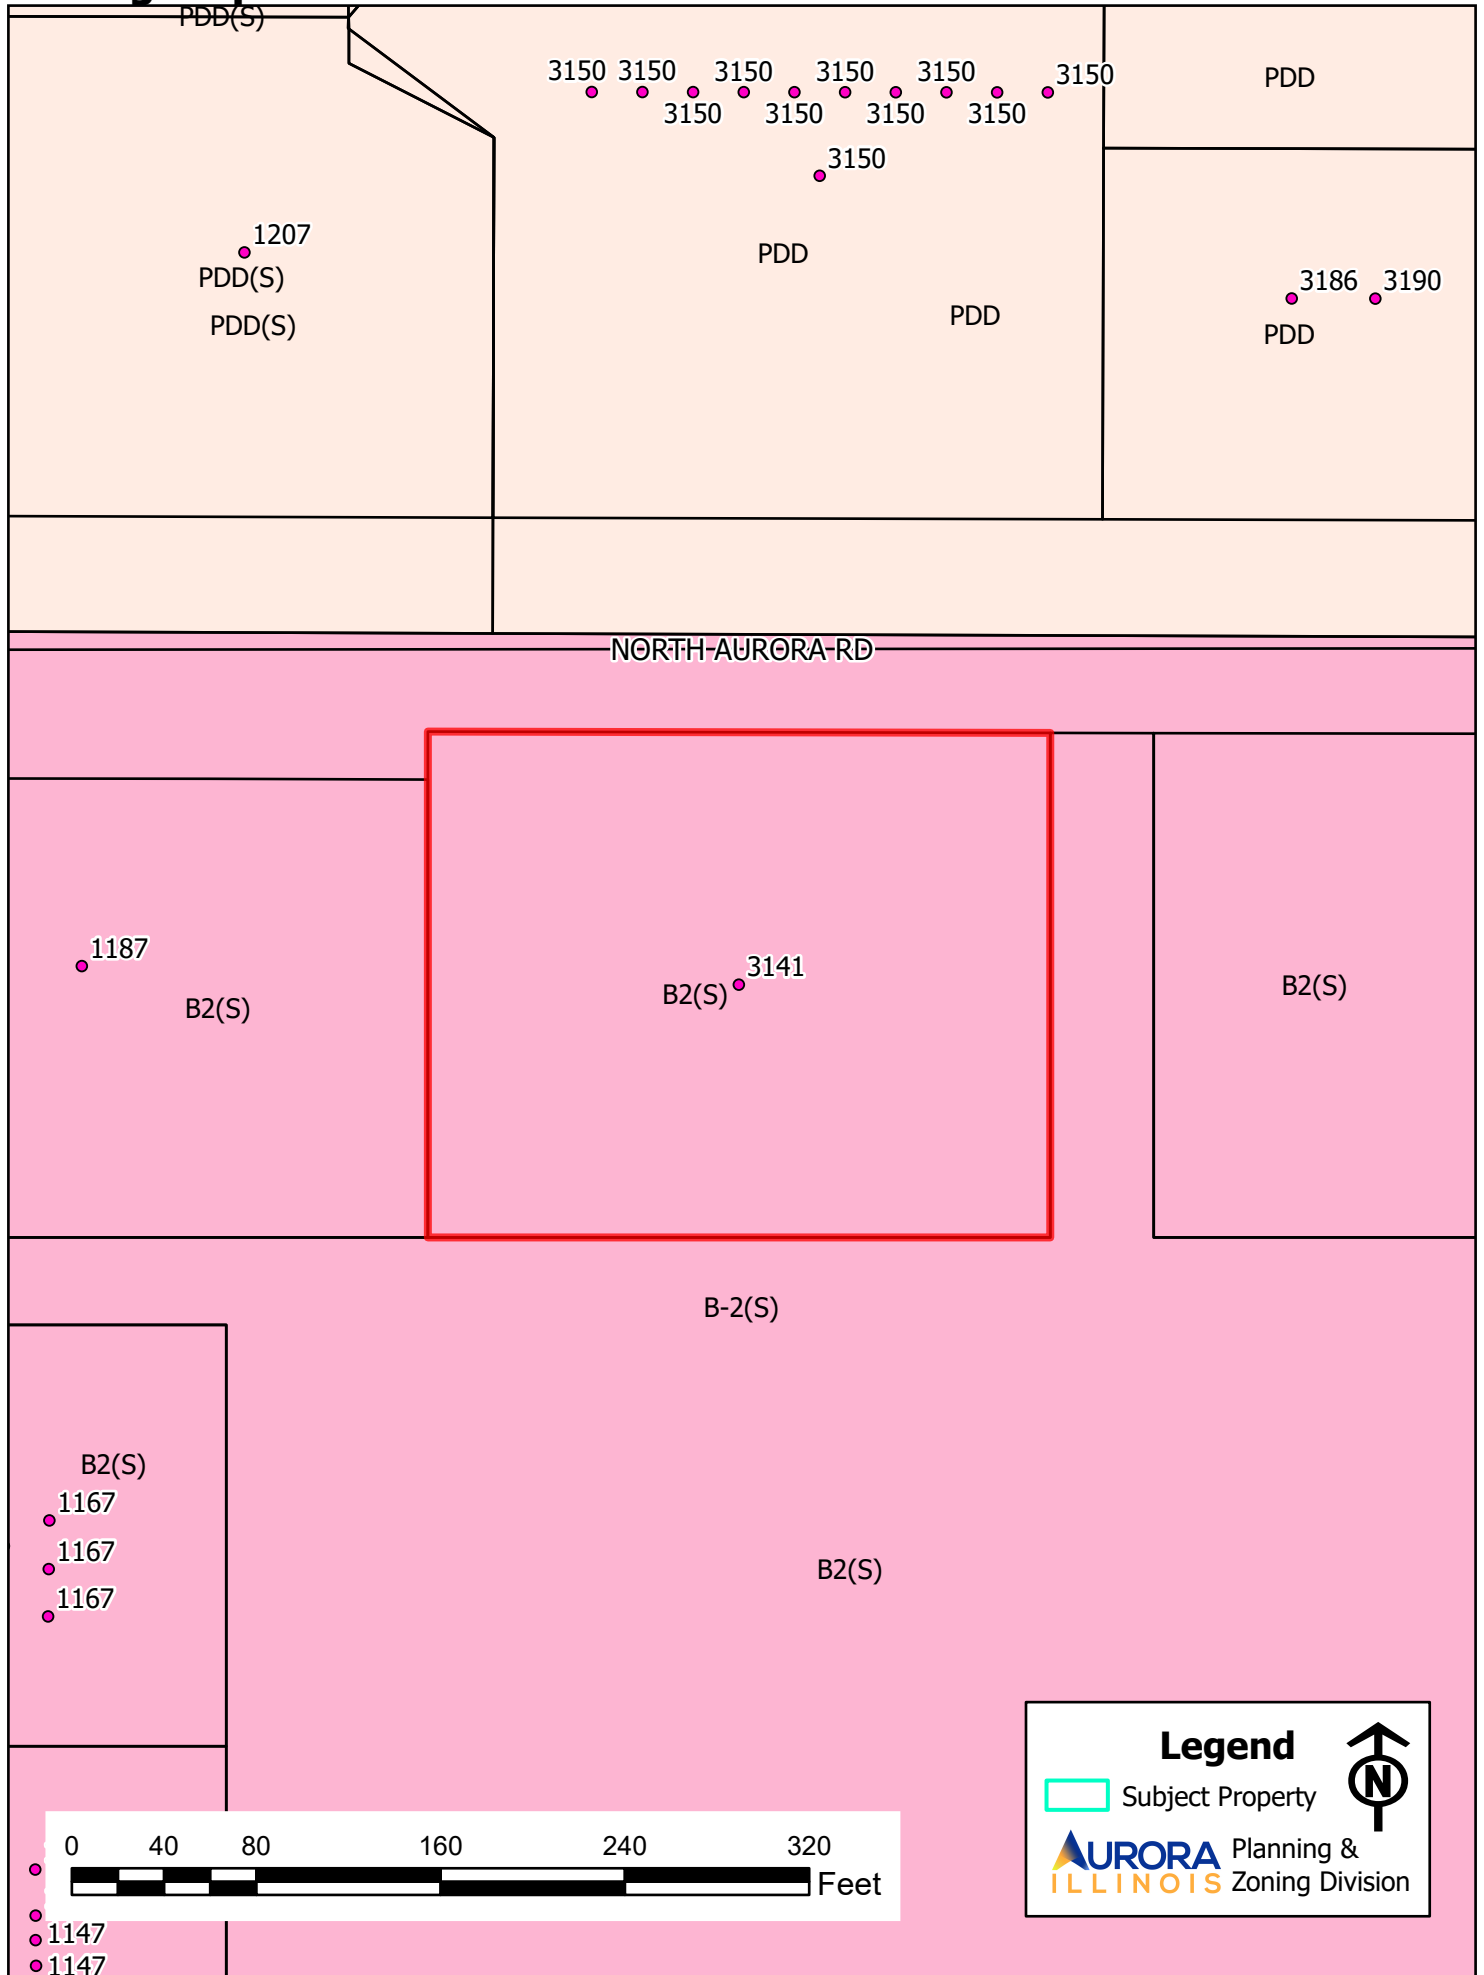 PDD(S)
3150 3150 3150 3150 3150 3150
PDD
3150 3150 3150 3150
3150
1207
PDD(S)
PDD(S)
PDD
PDD
3186 3190
PDD
NORTH AURORA RD
1187
B2(S)
3141
B2(S)
B2(S)
B-2(S)
B2(S)
1167
1167
1167
B2(S)
Legend
Subject Property
N
AURORA
ILLINOIS
Planning &
Zoning Division
0 40 80 160 240 320
Feet
1147
1147